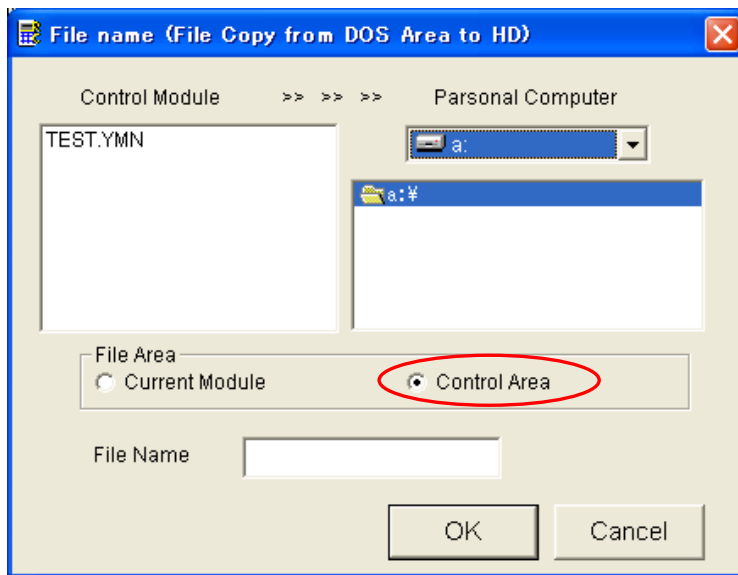 File name (File Copy from DOS Area to HD)
Control Module >> >> >> Parsonal Computer
TEST.YMN
a:
a:¥
File Area
Current Module
Control Area
File Name
OK
Cancel